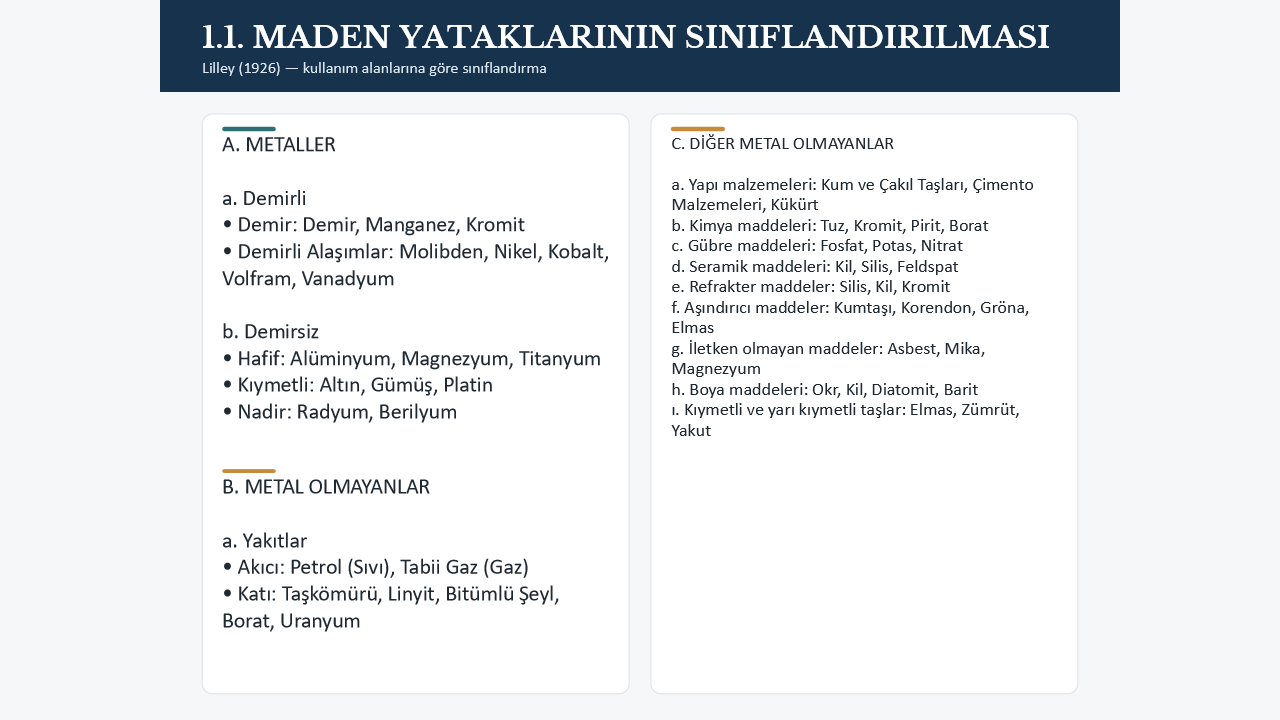 1.1. MADEN YATAKLARININ SINIFLANDIRILMASI
Lilley (1926) — kullanım alanlarına göre sınıflandırma
A. METALLER
a. Demirli
• Demir: Demir, Manganez, Kromit
• Demirli Alaşımlar: Molibden, Nikel, Kobalt,
Volfram, Vanadyum
b. Demirsiz
• Hafif: Alüminyum, Magnezyum, Titanyum
• Kıymetli: Altın, Gümüş, Platin
• Nadir: Radyum, Berilyum
B. METAL OLMAYANLAR
a. Yakıtlar
• Akıcı: Petrol (Sıvı), Tabii Gaz (Gaz)
• Katı: Taşkömürü, Linyit, Bitümlü Şeyl,
Borat, Uranyum
C. DİĞER METAL OLMAYANLAR
a. Yapı malzemeleri: Kum ve Çakıl Taşları, Çimento
Malzemeleri, Kükürt
b. Kimya maddeleri: Tuz, Kromit, Pirit, Borat
c. Gübre maddeleri: Fosfat, Potas, Nitrat
d. Seramik maddeleri: Kil, Silis, Feldspat
e. Refrakter maddeler: Silis, Kil, Kromit
f. Aşındırıcı maddeler: Kumtaşı, Korendon, Gröna,
Elmas
g. İletken olmayan maddeler: Asbest, Mika,
Magnezyum
h. Boya maddeleri: Okr, Kil, Diatomit, Barit
ı. Kıymetli ve yarı kıymetli taşlar: Elmas, Zümrüt,
Yakut